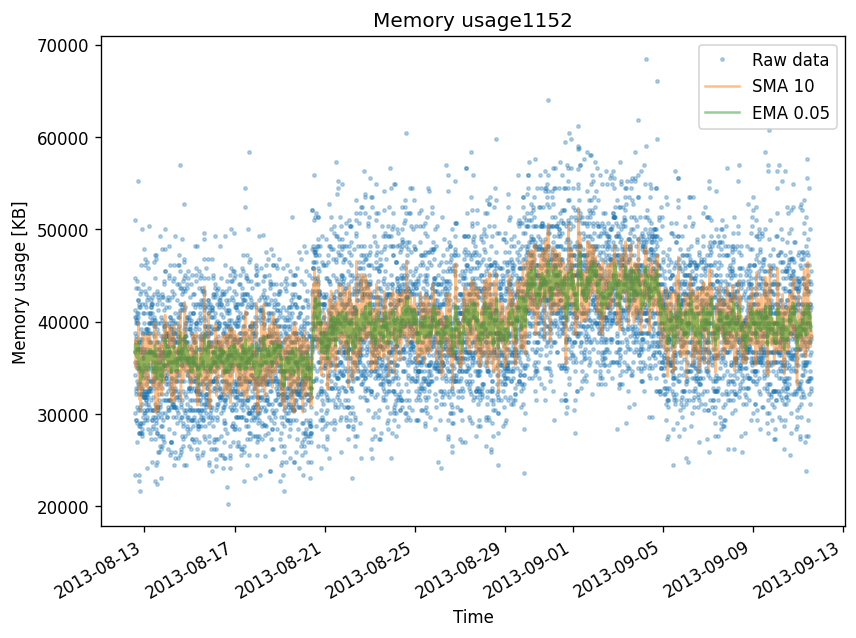 Memory usage1152
70000
60000
50000
40000
30000
20000
Memory usage [KB]
Raw data
SMA 10
EMA 0.05
2013-08-13
2013-08-17
2013-08-21
2013-08-25
2013-08-29
2013-09-01
2013-09-05
2013-09-09
2013-09-13
Time